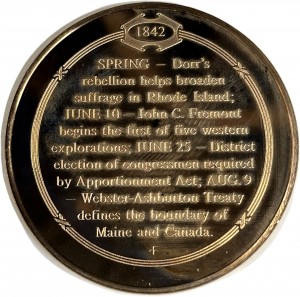 1842
SPRING — Dorr's
rebellion helps broaden
suffrage in Rhode Island;
JUNE 10 — John C. Fremont
begins the first of five western
explorations; JUNE 25 — District
election of congressmen required
by Apportionment Act; AUG. 9
— Webster-Ashburton Treaty
defines the boundary of
Maine and Canada.